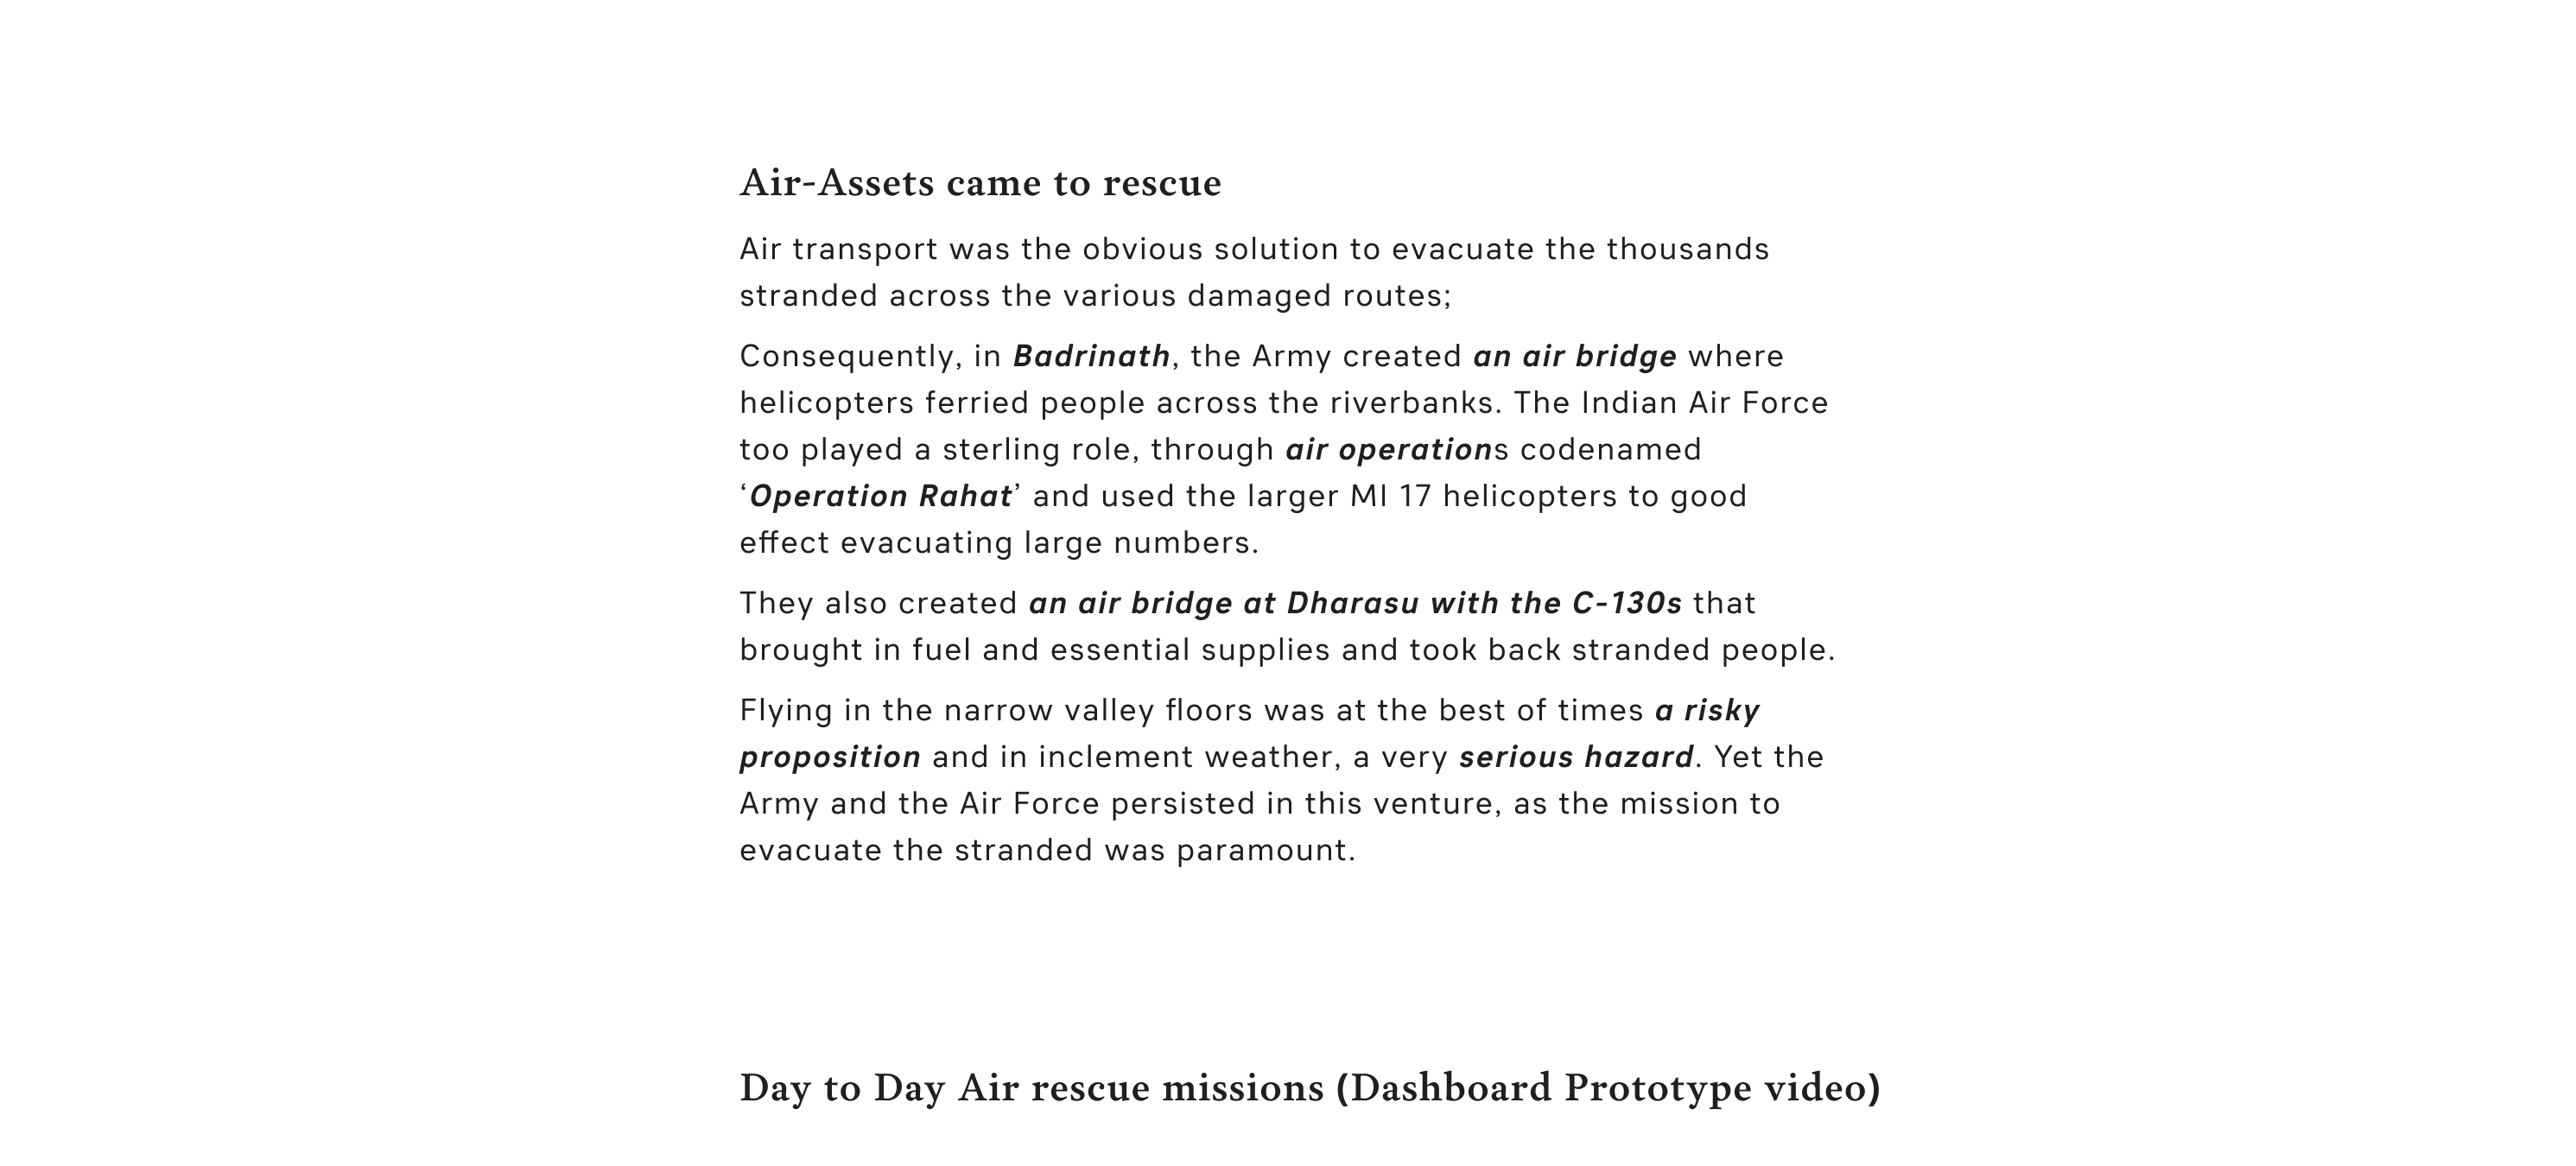 Air-Assets came to rescue
Air transport was the obvious solution to evacuate the thousands
stranded across the various damaged routes;
Consequently, in Badrinath, the Army created an air bridge where
helicopters ferried people across the riverbanks. The Indian Air Force
too played a sterling role, through air operations codenamed
‘Operation Rahat’ and used the larger MI 17 helicopters to good
effect evacuating large numbers.
They also created an air bridge at Dharasu with the C-130s that
brought in fuel and essential supplies and took back stranded people.
Flying in the narrow valley floors was at the best of times a risky
proposition and in inclement weather, a very serious hazard. Yet the
Army and the Air Force persisted in this venture, as the mission to
evacuate the stranded was paramount.
Day to Day Air rescue missions (Dashboard Prototype video)